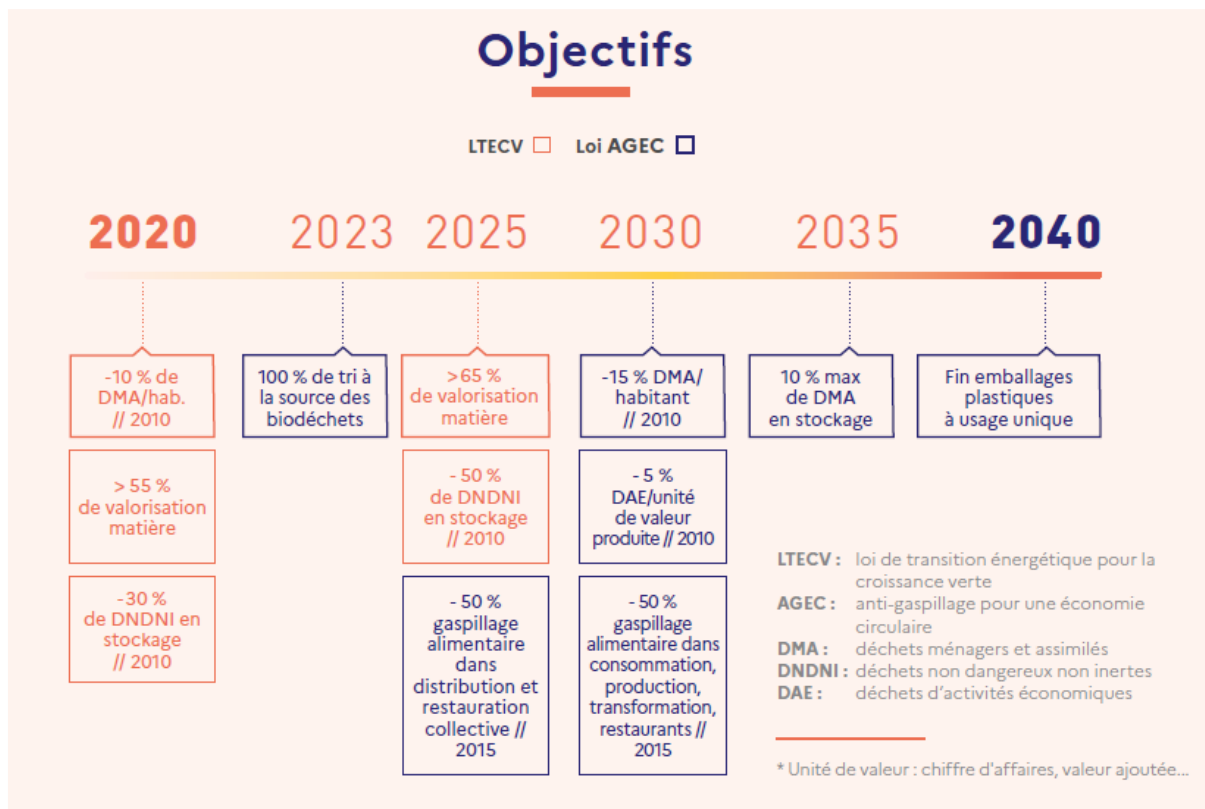 Objectifs
LTECV
Loi AGEC
2020
2023
2025
2030
2035
2040
-10 % de
DMA/hab.
// 2010
> 55 %
de valorisation
matière
-30 %
de DNDNI en
stockage
// 2010
100 % de tri à
la source des
biodéchets
>65 %
de valorisation
matière
- 50 %
de DNDNI
en stockage
// 2010
- 50 %
gaspillage
alimentaire
dans
distribution et
restauration
collective //
2015
-15 % DMA/
habitant
// 2010
- 5 %
DAE/unité
de valeur
produite // 2010
- 50 %
gaspillage
alimentaire dans
consommation,
production,
transformation,
restaurants //
2015
10 % max
de DMA
en stockage
Fin emballages
plastiques
à usage unique
LTECV : loi de transition énergétique pour la
croissance verte
AGEC : anti-gaspillage pour une économie
circulaire
DMA : déchets ménagers et assimilés
DNDNI : déchets non dangereux non inertes
DAE : déchets d'activités économiques
* Unité de valeur : chiffre d'affaires, valeur ajoutée...